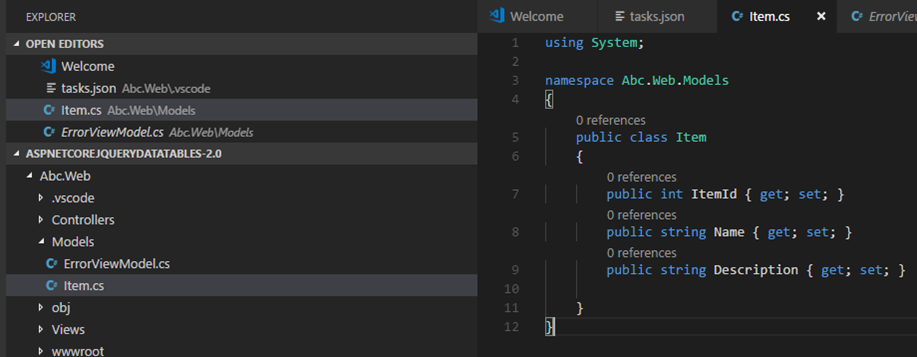 EXPLORER
OPEN EDITORS
Welcome
tasks.json Abc.Web\.vscode
Item.cs Abc.Web\Models
ErrorViewModel.cs Abc.Web\Models
ASPNETCOREJQUERYDATATABLES-2.0
Abc.Web
.vscode
Controllers
Models
ErrorViewModel.cs
Item.cs
obj
Views
wwwroot
Welcome tasks.json Item.cs ErrorView
1 using System;
2
3 namespace Abc.Web.Models
4 {
0 references
5 public class Item
6 {
0 references
7 public int ItemId { get; set; }
0 references
8 public string Name { get; set; }
0 references
9 public string Description { get; set; }
10
11 }
12 }